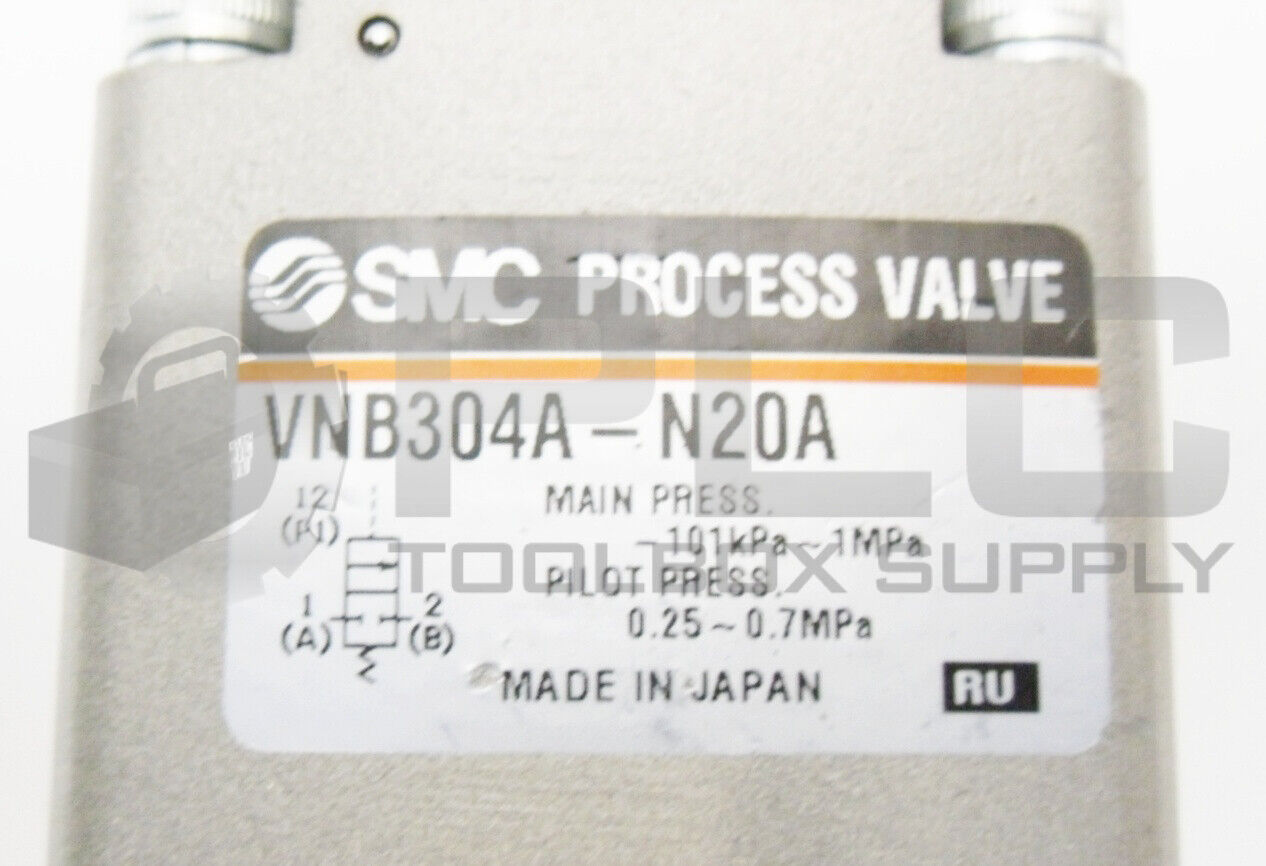 SMC PROCESS VALVE
VNB304A - N20A
12 MAIN PRESS.
(P1) -101kPa~1MPa
PILOT PRESS.
1 2 0.25~0.7MPa
(A) (B)
MADE IN JAPAN RU
PLC
TOOLBOX SUPPLY